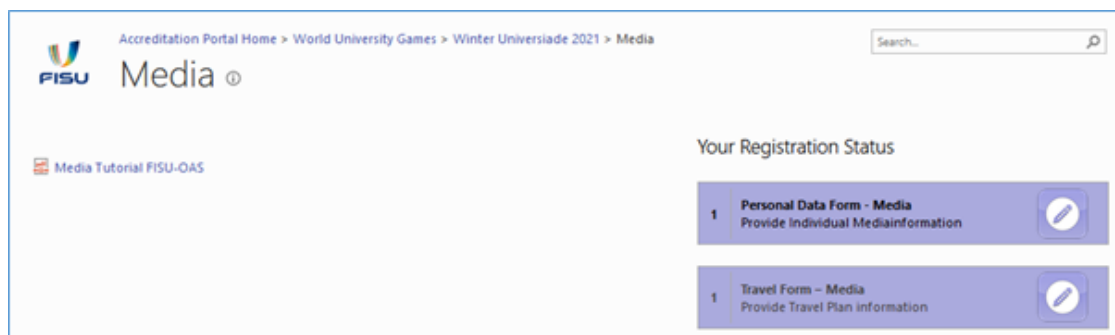 Accreditation Portal Home > World University Games > Winter Universiade 2021 > Media
Search...
FISU
Media
Media Tutorial FISU-OAS
Your Registration Status
1
Personal Data Form - Media
Provide Individual Mediainformation
1
Travel Form – Media
Provide Travel Plan information